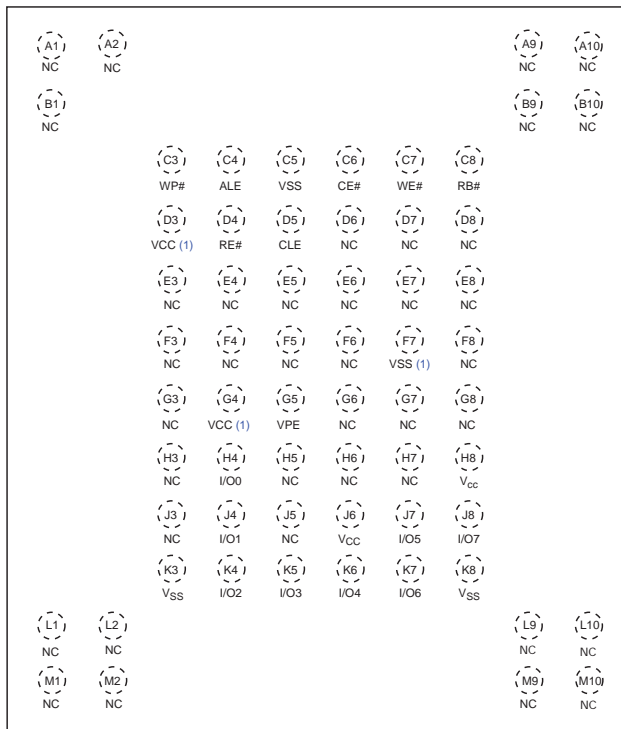 A1 A2 A9 A10
NC NC NC NC
B1 B9 B10
NC NC NC
C3 C4 C5 C6 C7 C8
WP# ALE VSS CE# WE# RB#
D3 D4 D5 D6 D7 D8
VCC (1) RE# CLE NC NC NC
E3 E4 E5 E6 E7 E8
NC NC NC NC NC NC
F3 F4 F5 F6 F7 F8
NC NC NC NC VSS (1) NC
G3 G4 G5 G6 G7 G8
NC VCC (1) VPE NC NC NC
H3 H4 H5 H6 H7 H8
NC I/O0 NC NC NC Vcc
J3 J4 J5 J6 J7 J8
NC I/O1 NC VCC I/O5 I/O7
K3 K4 K5 K6 K7 K8
VSS I/O2 I/O3 I/O4 I/O6 VSS
L1 L2 L9 L10
NC NC NC NC
M1 M2 M9 M10
NC NC NC NC